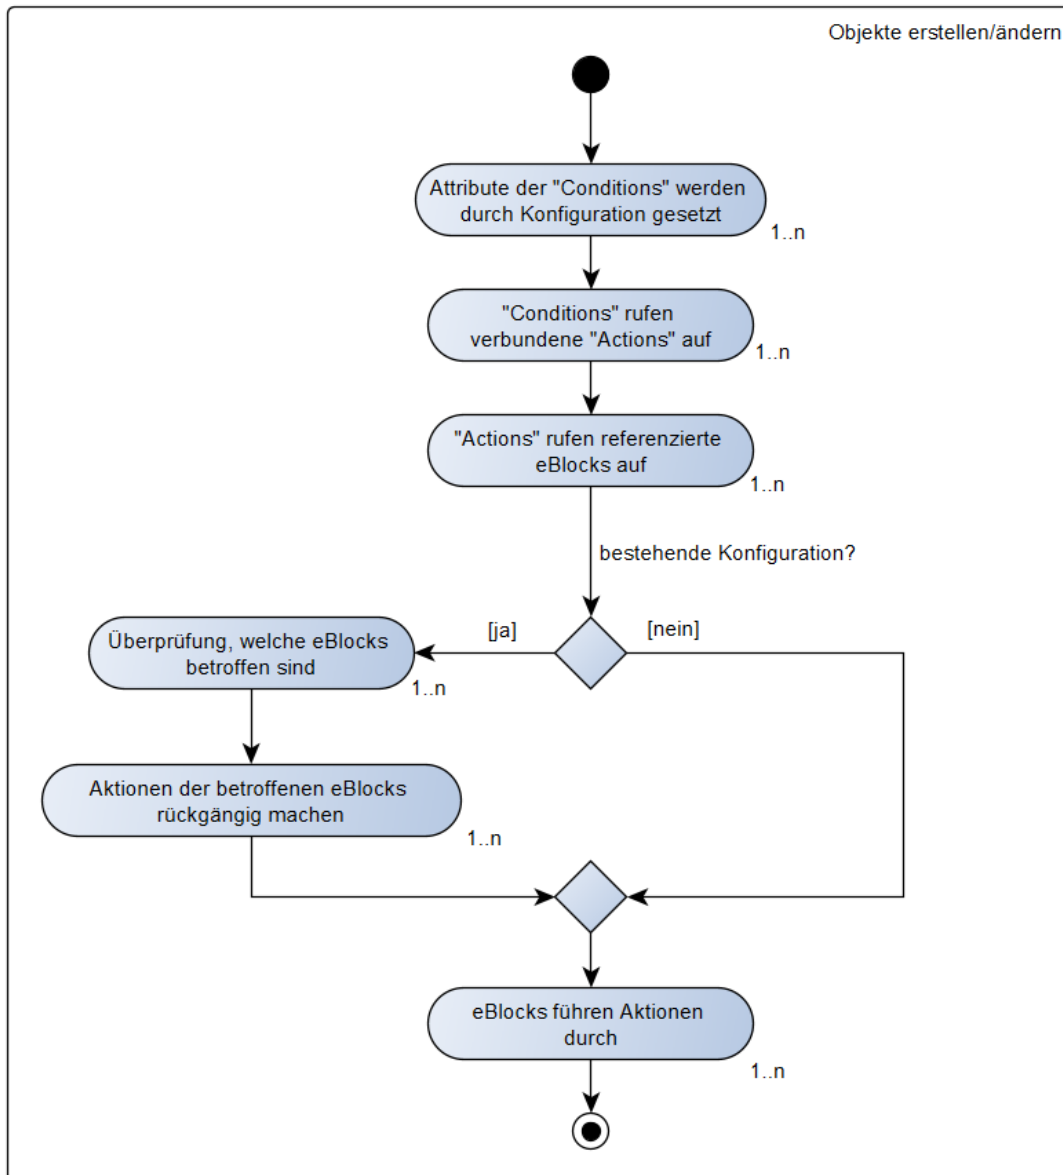 Objekte erstellen/ändern
Attribute der "Conditions" werden
durch Konfiguration gesetzt
1..n
"Conditions" rufen
verbundene "Actions" auf
1..n
"Actions" rufen referenzierte
eBlocks auf
1..n
bestehende Konfiguration?
[ja]
[nein]
Überprüfung, welche eBlocks
betroffen sind
1..n
Aktionen der betroffenen eBlocks
rückgängig machen
1..n
eBlocks führen Aktionen
durch
1..n